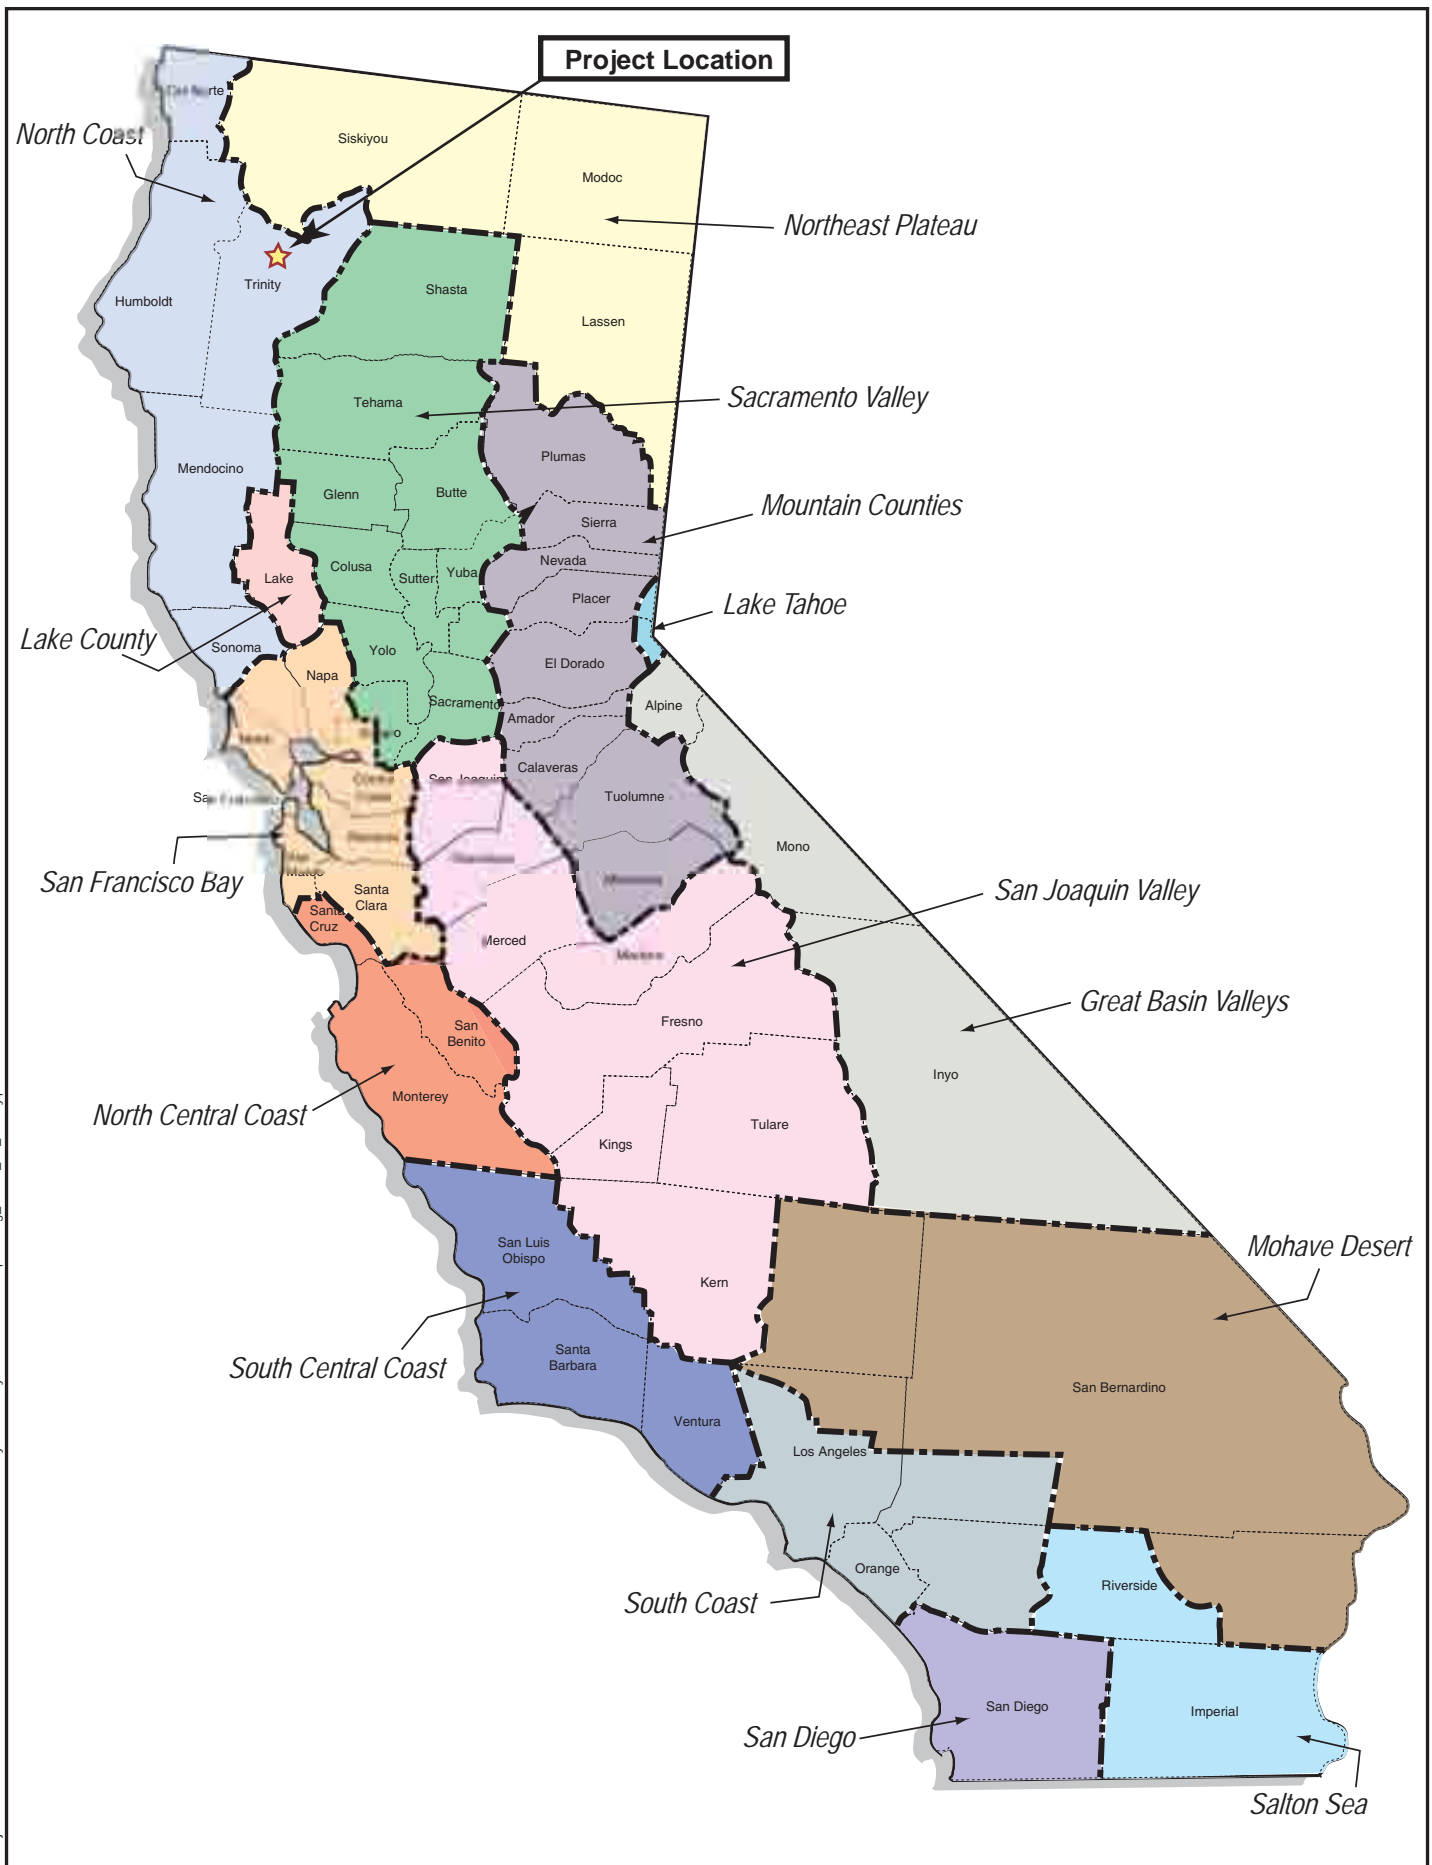 Project Location
North Coast
Siskiyou
Modoc
Northeast Plateau
Trinity
Humboldt
Shasta
Lassen
Tehama
Sacramento Valley
Plumas
Mendocino
Glenn
Butte
Mountain Counties
Sierra
Nevada
Colusa
Sutter
Yuba
Lake
Placer
Lake Tahoe
Lake County
Sonoma
Yolo
El Dorado
Napa
Sacramento
Alpine
Amador
Calaveras
San Joaquin
Tuolumne
Mono
San Francisco Bay
Santa
Clara
San Joaquin Valley
Santa
Cruz
Merced
Great Basin Valleys
Fresno
San
Benito
Inyo
Monterey
North Central Coast
Tulare
Kings
San Luis
Obispo
Mohave Desert
Kern
Santa
Barbara
South Central Coast
San Bernardino
Ventura
Los Angeles
Orange
Riverside
South Coast
San Diego
Imperial
San Diego
Salton Sea